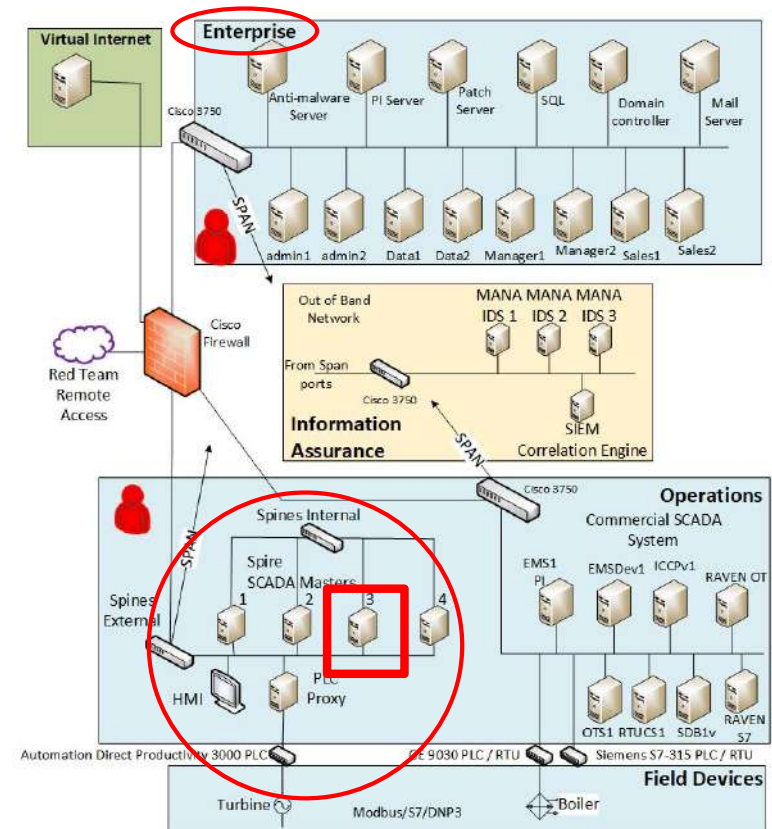 Virtual Internet
Enterprise
Cisco 3750
Anti-malware
Server
PI Server
Patch
Server
SQL
Domain
controller
Mail
Server
SPAN
admin1
admin2
Data1
Data2
Manager1
Manager2
Sales1
Sales2
Out of Band
Network
MANA MANA MANA
IDS 1 IDS 2 IDS 3
Cisco
Firewall
Red Team
Remote
Access
From Span
ports
Cisco 3750
SIEM
Correlation Engine
Information
Assurance
SPAN
Cisco 3750
Operations
Commercial SCADA
System
Spines Internal
SPAN
Spire
SCADA Masters
1
2
3
4
Spines
External
HMI
PLC
Proxy
EMS1
PI
EMSDev1
ICCPv1
RAVEN OT
OTS1
RTUCS1
SDB1v
RAVEN
S7
Automation Direct Productivity 3000 PLC
GE 9030 PLC / RTU
Siemens S7-315 PLC / RTU
Field Devices
Turbine
Modbus/S7/DNP3
Boiler